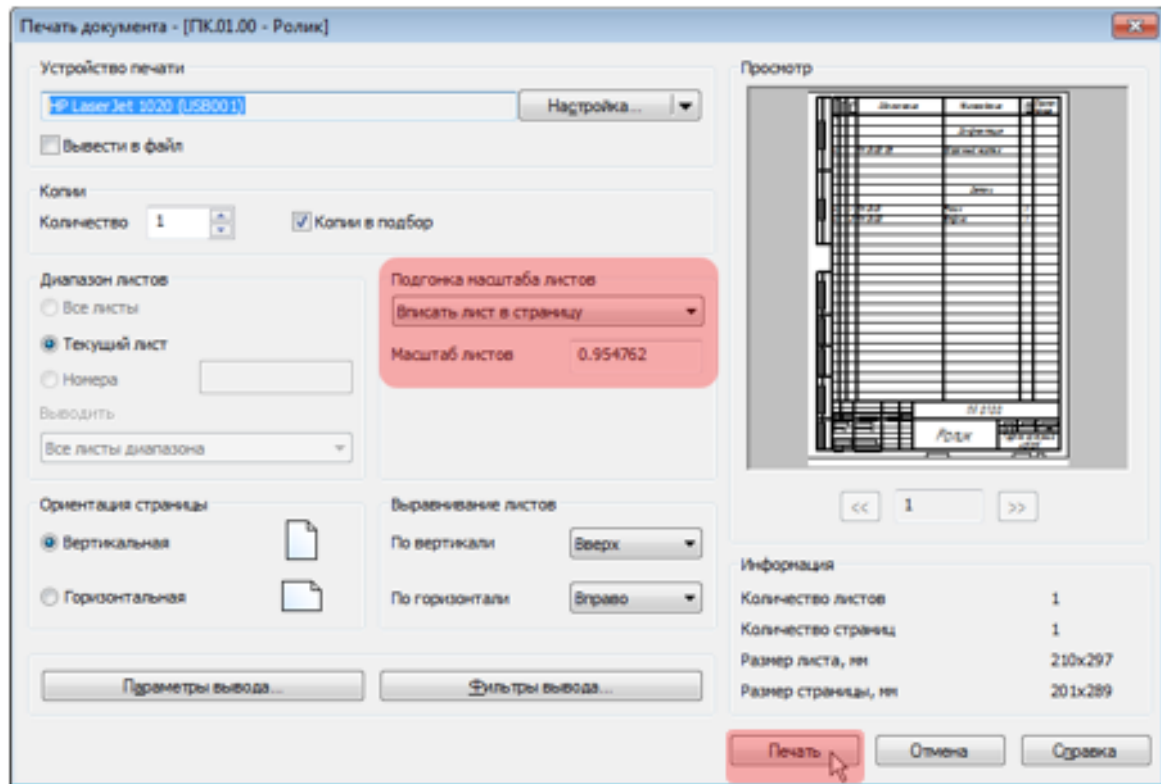 Печать документа - [ПК.01.00 - Ролик]
Устройство печати
HP LaserJet 1020 (USB001)
Настройка...
Вывести в файл
Копии
Количество 1
Копии в подбор
Диапазон листов
Все листы
Текущий лист
Номера
Выводить
Все листы диапазона
Подгонка масштаба листов
Вписать лист в страницу
Масштаб листов 0.954762
Ориентация страницы
Вертикальная
Горизонтальная
Выравнивание листов
По вертикали Вверх
По горизонтали Вправо
Параметры вывода...
Фильтры вывода...
Просмотр
Ролик
<< 1 >>
Информация
Количество листов 1
Количество страниц 1
Размер листа, мм 210x297
Размер страницы, мм 201x289
Печать
Отмена
Справка